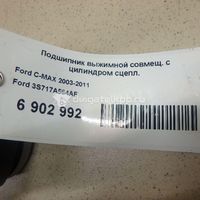 Подшипник выжимной совмещ. с
цилиндром сцепл.
Ford C-MAX 2003-2011
Ford 3S717A564AF
6 902 992